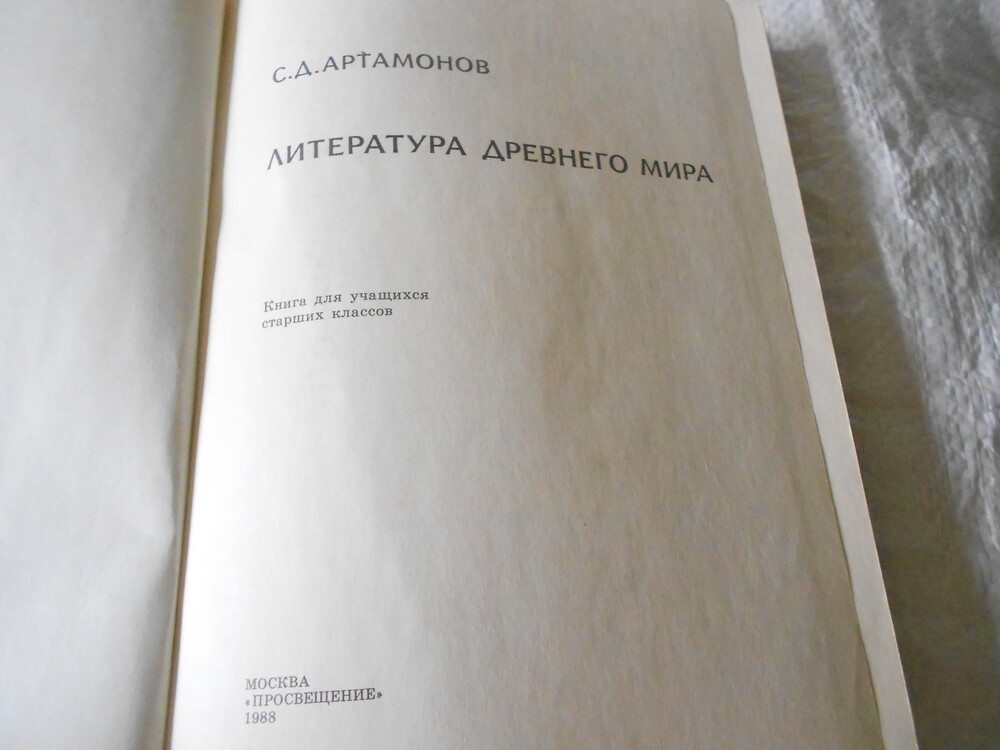 С.Д.АРТАМОНОВ
ЛИТЕРАТУРА ДРЕВНЕГО МИРА
Книга для учащихся
старших классов
МОСКВА
«ПРОСВЕЩЕНИЕ»
1988